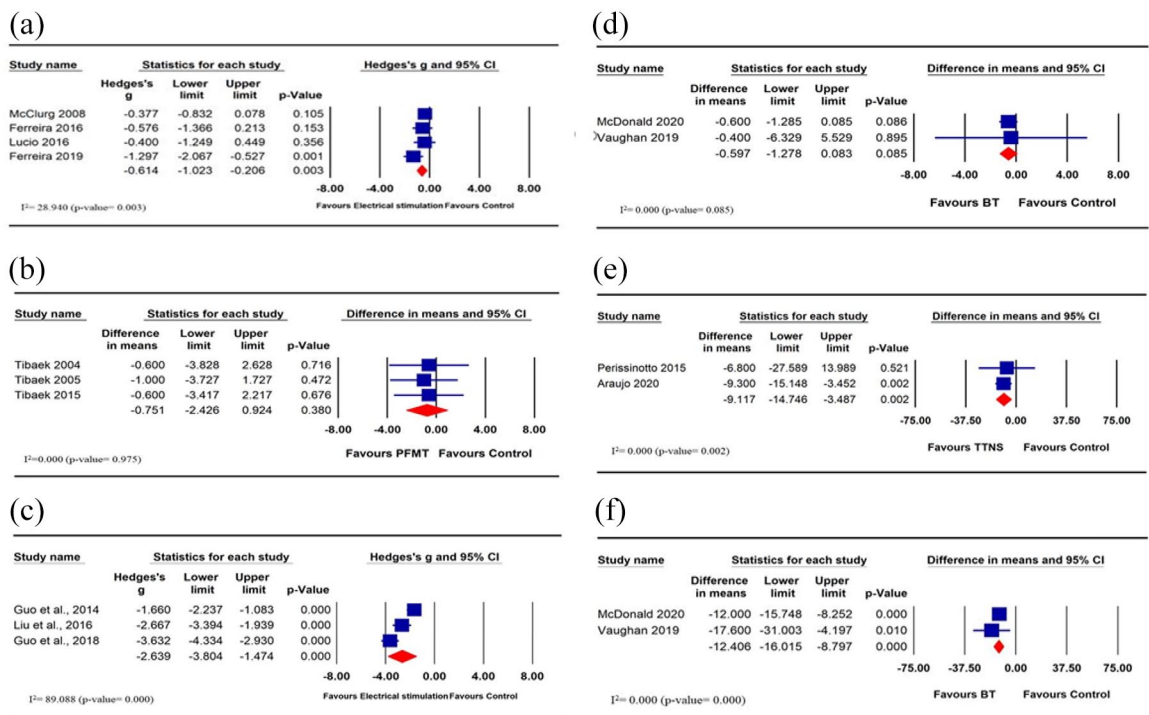 (a)
Study name Statistics for each study Hedges's g and 95% CI
Hedges's g Lower limit Upper limit p-Value
McClurg 2008 -0.377 -0.832 0.078 0.105
Ferreira 2016 -0.576 -1.366 0.213 0.153
Lucio 2016 -0.400 -1.249 0.449 0.356
Ferreira 2019 -1.297 -2.067 -0.527 0.001
-0.614 -1.023 -0.206 0.003
-8.00 -4.00 0.00 4.00 8.00
Favours Electrical stimulation Favours Control
I²= 28.940 (p-value= 0.003)
(b)
Study name Statistics for each study Difference in means and 95% CI
Difference in means Lower limit Upper limit p-Value
Tibaek 2004 -0.600 -3.828 2.628 0.716
Tibaek 2005 -1.000 -3.727 1.727 0.472
Tibaek 2015 -0.600 -3.417 2.217 0.676
-0.751 -2.426 0.924 0.380
-8.00 -4.00 0.00 4.00 8.00
Favours PFMT Favours Control
I²=0.000 (p-value= 0.975)
(c)
Study name Statistics for each study Hedges's g and 95% CI
Hedges's g Lower limit Upper limit p-Value
Guo et al., 2014 -1.660 -2.237 -1.083 0.000
Liu et al., 2016 -2.667 -3.394 -1.939 0.000
Guo et al., 2018 -3.632 -4.334 -2.930 0.000
-2.639 -3.804 -1.474 0.000
-8.00 -4.00 0.00 4.00 8.00
Favours Electrical stimulation Favours Control
I²= 89.088 (p-value= 0.000)
(d)
Study name Statistics for each study Difference in means and 95% CI
Difference in means Lower limit Upper limit p-Value
McDonald 2020 -0.600 -1.285 0.085 0.086
Vaughan 2019 -0.400 -6.329 5.529 0.895
-0.597 -1.278 0.083 0.085
-8.00 -4.00 0.00 4.00 8.00
Favours BT Favours Control
I²= 0.000 (p-value= 0.085)
(e)
Study name Statistics for each study Difference in means and 95% CI
Difference in means Lower limit Upper limit p-Value
Perissinotto 2015 -6.800 -27.589 13.989 0.521
Araujo 2020 -9.300 -15.148 -3.452 0.002
-9.117 -14.746 -3.487 0.002
-75.00 -37.50 0.00 37.50 75.00
Favours TTNS Favours Control
I²= 0.000 (p-value= 0.002)
(f)
Study name Statistics for each study Difference in means and 95% CI
Difference in means Lower limit Upper limit p-Value
McDonald 2020 -12.000 -15.748 -8.252 0.000
Vaughan 2019 -17.600 -31.003 -4.197 0.010
-12.406 -16.015 -8.797 0.000
-75.00 -37.50 0.00 37.50 75.00
Favours BT Favours Control
I²= 0.000 (p-value= 0.000)